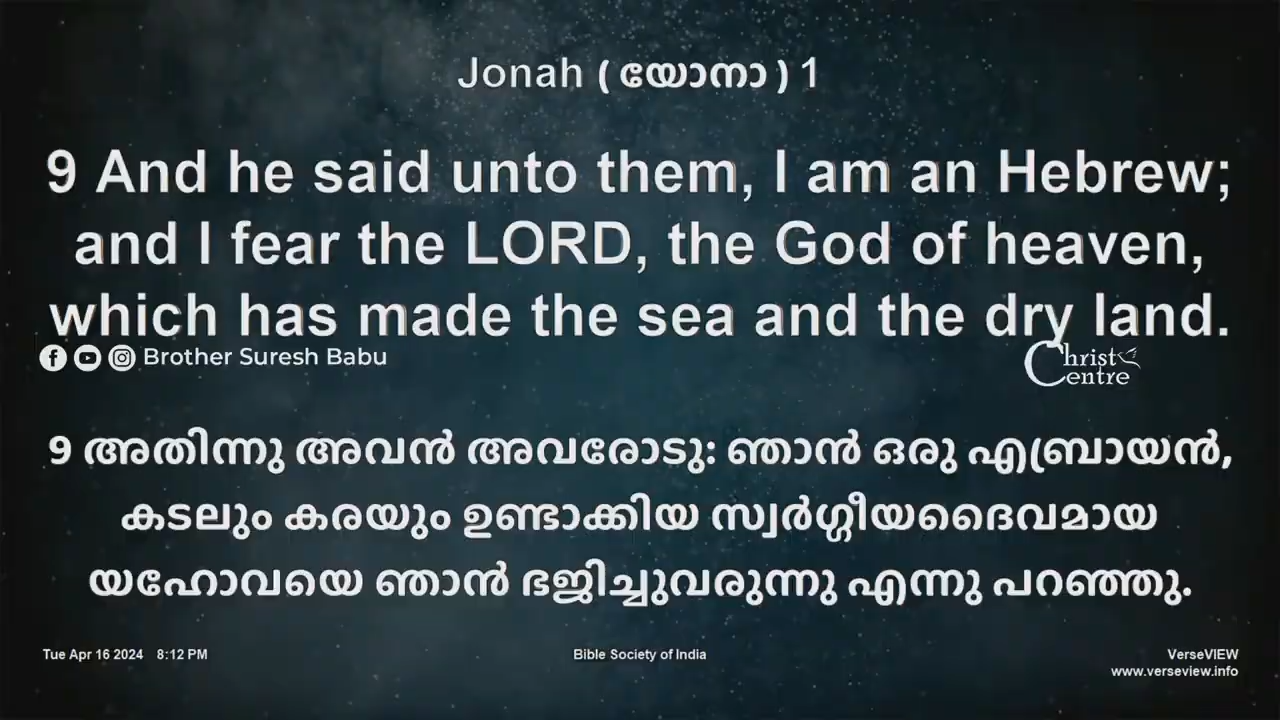 Jonah ( യോനാ ) 1
9 And he said unto them, I am an Hebrew;
and I fear the LORD, the God of heaven,
which has made the sea and the dry land.
Brother Suresh Babu
Christ
Centre
9 അതിന്നു അവൻ അവരോടു: ഞാൻ ഒരു എബ്രായൻ,
കടലും കരയും ഉണ്ടാക്കിയ സ്വർഗ്ഗീയദൈവമായ
യഹോവയെ ഞാൻ ഭജിച്ചുവരുന്നു എന്നു പറഞ്ഞു.
Tue Apr 16 2024 8:12 PM
Bible Society of India
VerseVIEW
www.verseview.info